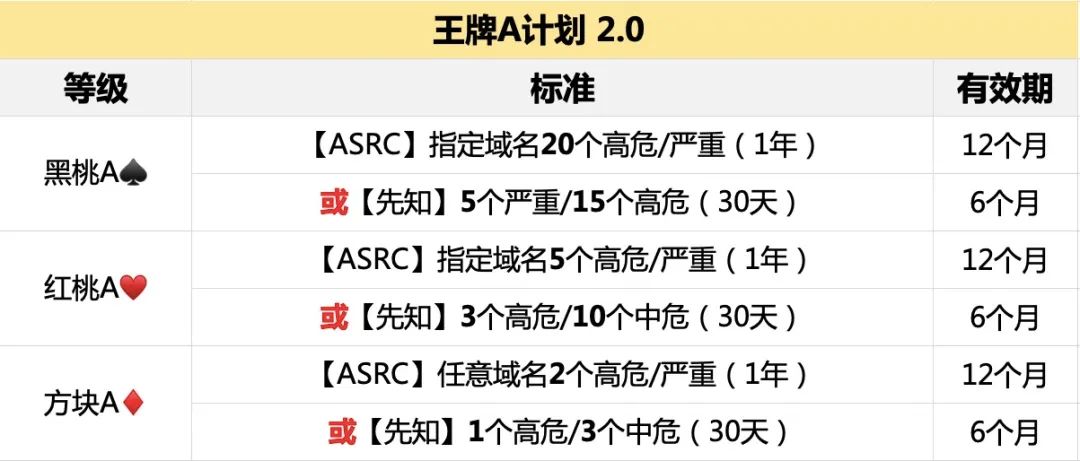 王牌A计划 2.0
等级 标准 有效期
黑桃A♠️
【ASRC】指定域名20个高危/严重（1年） 12个月
或【先知】5个严重/15个高危（30天） 6个月
红桃A♥️
【ASRC】指定域名5个高危/严重（1年） 12个月
或【先知】3个高危/10个中危（30天） 6个月
方块A♦️
【ASRC】任意域名2个高危/严重（1年） 12个月
或【先知】1个高危/3个中危（30天） 6个月